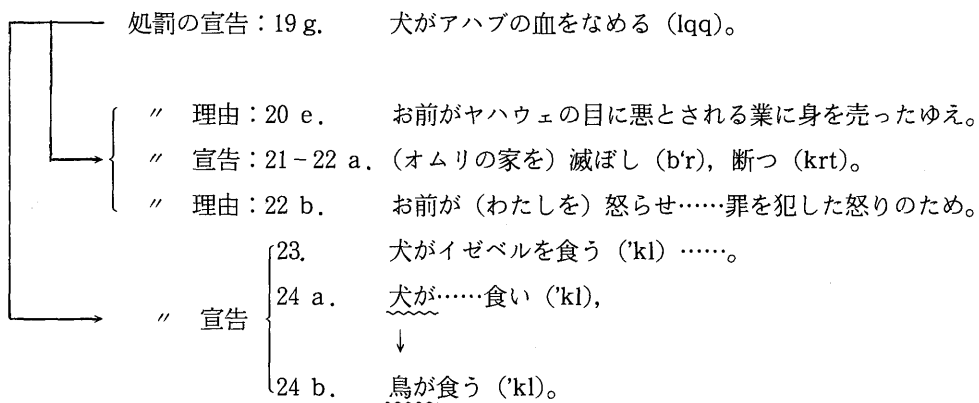 処罰の宣告：19 g. 犬がアハブの血をなめる（lqq）。
〃 理由：20 e. お前がヤハウェの目に悪とされる業に身を売ったゆえ。
〃 宣告：21－22 a. （オムリの家を）滅ぼし（b‘r），断つ（krt）。
〃 理由：22 b. お前が（わたしを）怒らせ……罪を犯した怒りのため。
23. 犬がイゼベルを食う（’kl）……。
〃 宣告 24 a. 犬が……食い（’kl），
↓
24 b. 鳥が食う（’kl）。